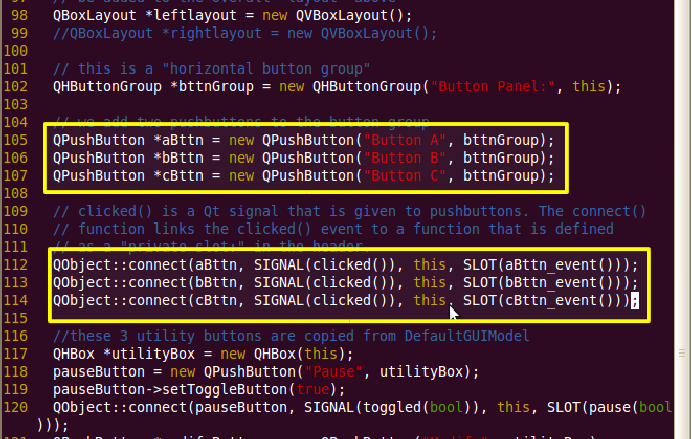 97 // be added to the overall "layout" above
98 QBoxLayout *leftlayout = new QVBoxLayout();
99 //QBoxLayout *rightlayout = new QVBoxLayout();
100
101 // this is a "horizontal button group"
102 QHButtonGroup *bttnGroup = new QHButtonGroup("Button Panel:", this);
103
104 // we add two pushbuttons to the button group
105 QPushButton *aBttn = new QPushButton("Button A", bttnGroup);
106 QPushButton *bBttn = new QPushButton("Button B", bttnGroup);
107 QPushButton *cBttn = new QPushButton("Button C", bttnGroup);
108
109 // clicked() is a Qt signal that is given to pushbuttons. The connect()
110 // function links the clicked() event to a function that is defined
111 // as a "private slot:" in the header.
112 QObject::connect(aBttn, SIGNAL(clicked()), this, SLOT(aBttn_event()));
113 QObject::connect(bBttn, SIGNAL(clicked()), this, SLOT(bBttn_event()));
114 QObject::connect(cBttn, SIGNAL(clicked()), this, SLOT(cBttn_event()));
115
116 //these 3 utility buttons are copied from DefaultGUIModel
117 QHBox *utilityBox = new QHBox(this);
118 pauseButton = new QPushButton("Pause", utilityBox);
119 pauseButton->setToggleButton(true);
120 QObject::connect(pauseButton, SIGNAL(toggled(bool)), this, SLOT(pause(bool
)));